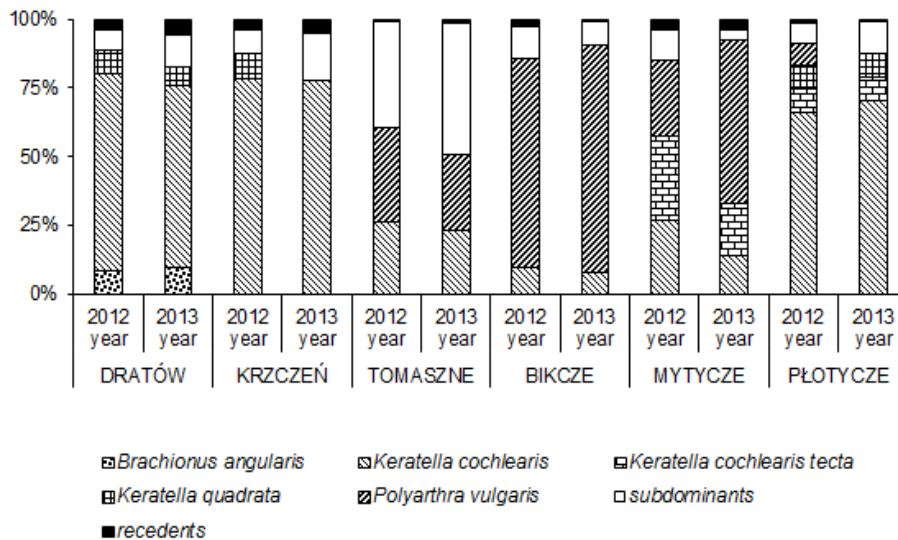 100%
75%
50%
25%
0%
2012 2013 2012 2013 2012 2013 2012 2013 2012 2013 2012 2013
year year year year year year year year year year year year
DRATÓW KRZCZEŃ TOMASZNE BIKCZE MYTYCZE PŁOTYCZE
Brachionus angularis Keratella cochlearis Keratella cochlearis tecta
Keratella quadrata Polyarthra vulgaris subdominants
recedents